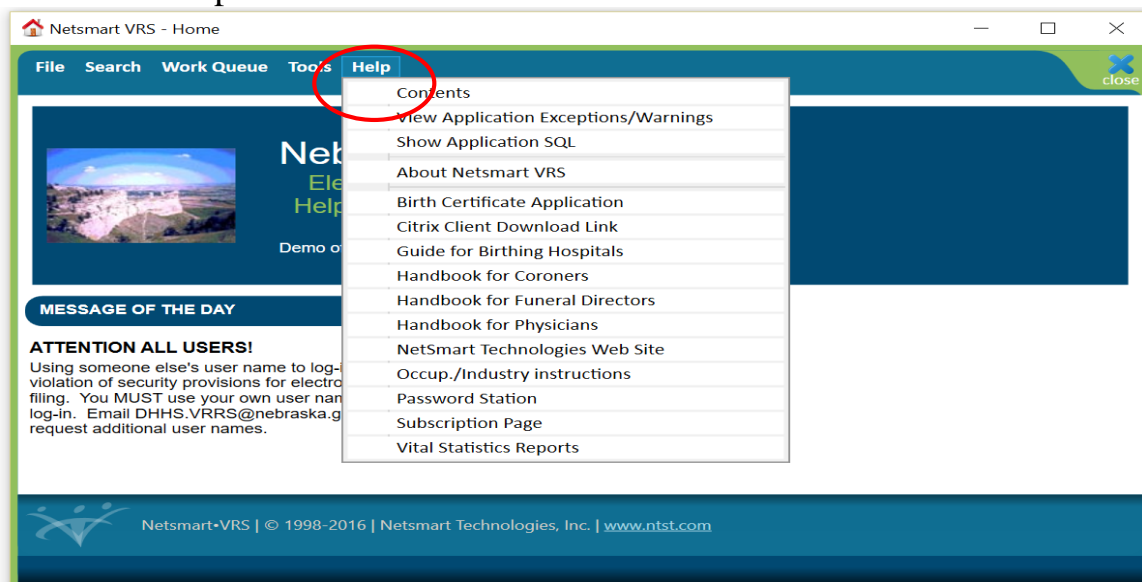 Netsmart VRS - Home
File Search Work Queue Tools Help
close
Contents
View Application Exceptions/Warnings
Show Application SQL
About Netsmart VRS
Birth Certificate Application
Citrix Client Download Link
Guide for Birthing Hospitals
Handbook for Coroners
Handbook for Funeral Directors
Handbook for Physicians
NetSmart Technologies Web Site
Occup./Industry instructions
Password Station
Subscription Page
Vital Statistics Reports
Neb
Ele
Help
Demo o
MESSAGE OF THE DAY
ATTENTION ALL USERS!
Using someone else's user name to log-i
violation of security provisions for electro
filing. You MUST use your own user nam
log-in. Email DHHS.VRRS@nebraska.g
request additional user names.
Netsmart•VRS | © 1998-2016 | Netsmart Technologies, Inc. | www.ntst.com